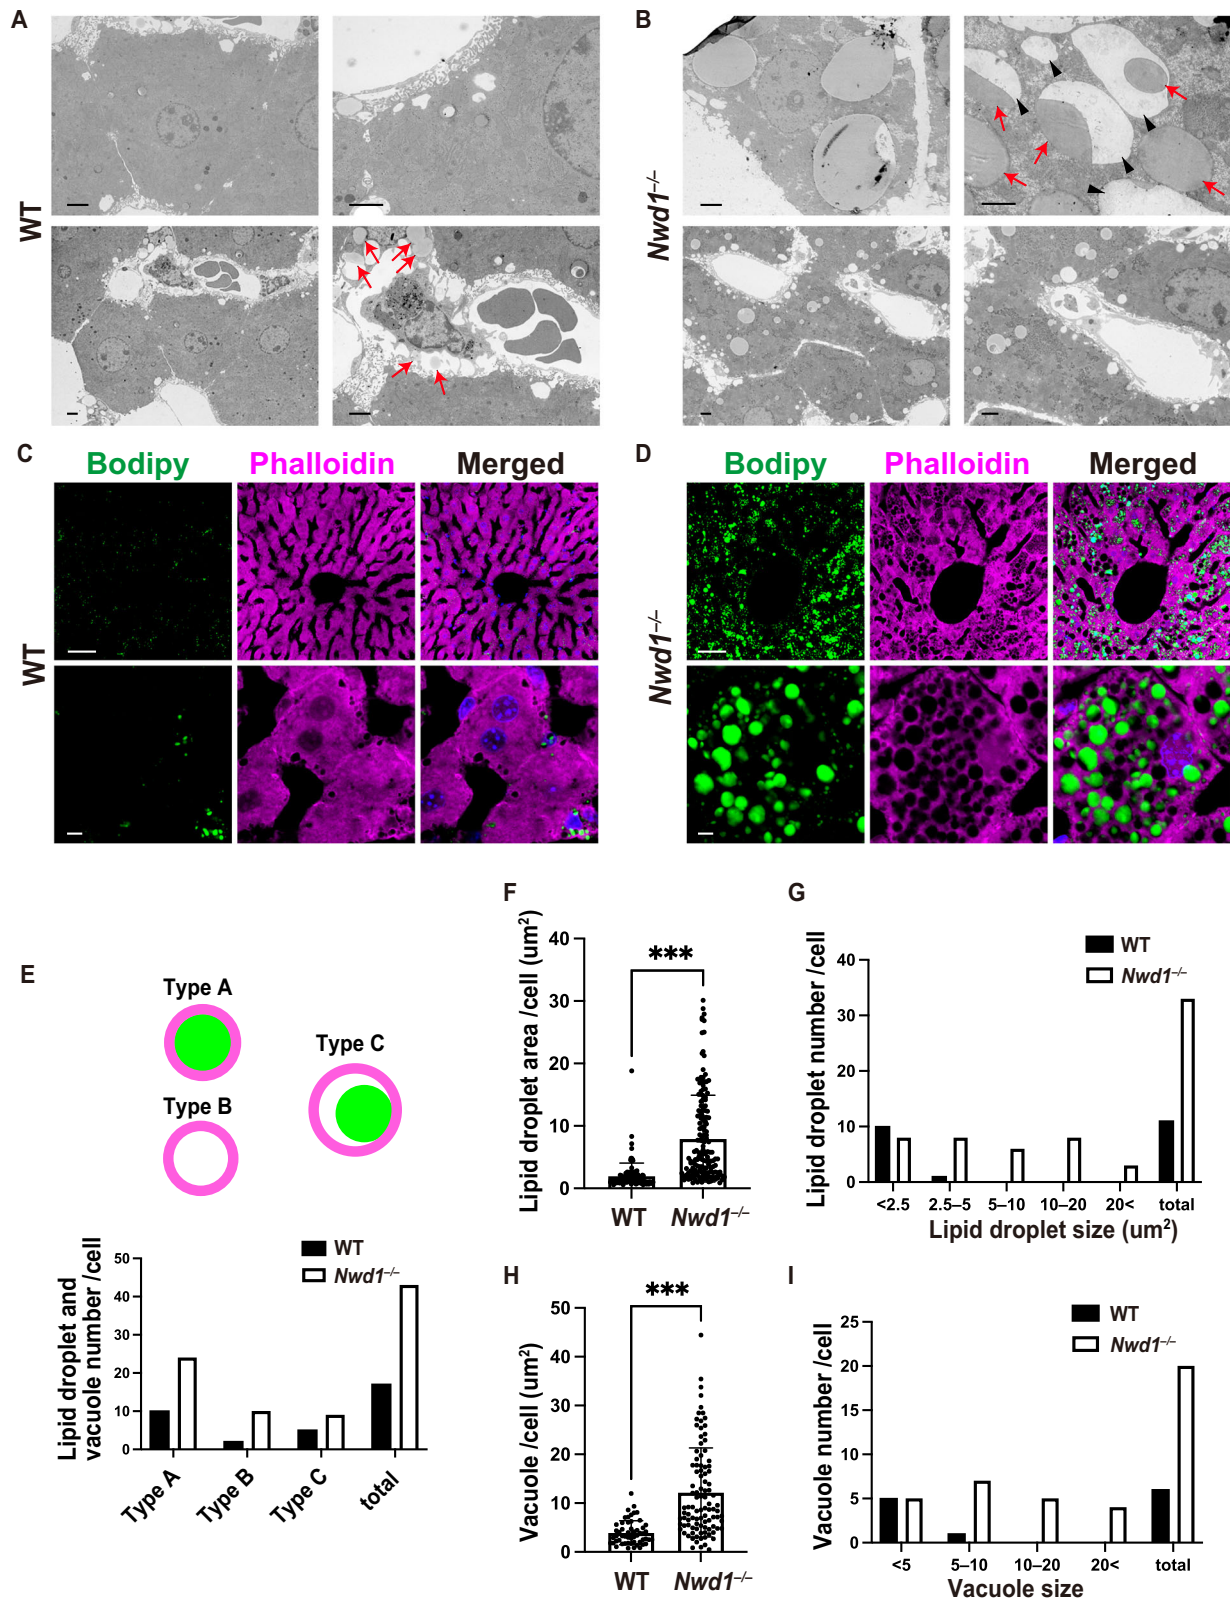 A
WT
B
Nwd1–/–
C
Bodipy Phalloidin Merged
WT
D
Bodipy Phalloidin Merged
Nwd1–/–
E
Type A
Type B
Type C
Lipid droplet and
vacuole number /cell
50
40
30
20
10
0
WT
Nwd1–/–
Type A Type B Type C total
F
Lipid droplet area /cell (um2)
40
30
20
10
0
***
WT Nwd1–/–
G
Lipid droplet number /cell
40
30
20
10
0
WT
Nwd1–/–
<2.5 2.5–5 5–10 10–20 20< total
Lipid droplet size (um2)
H
Vacuole /cell (um2)
50
40
30
20
10
0
***
WT Nwd1–/–
I
Vacuole number /cell
25
20
15
10
5
0
WT
Nwd1–/–
<5 5–10 10–20 20< total
Vacuole size